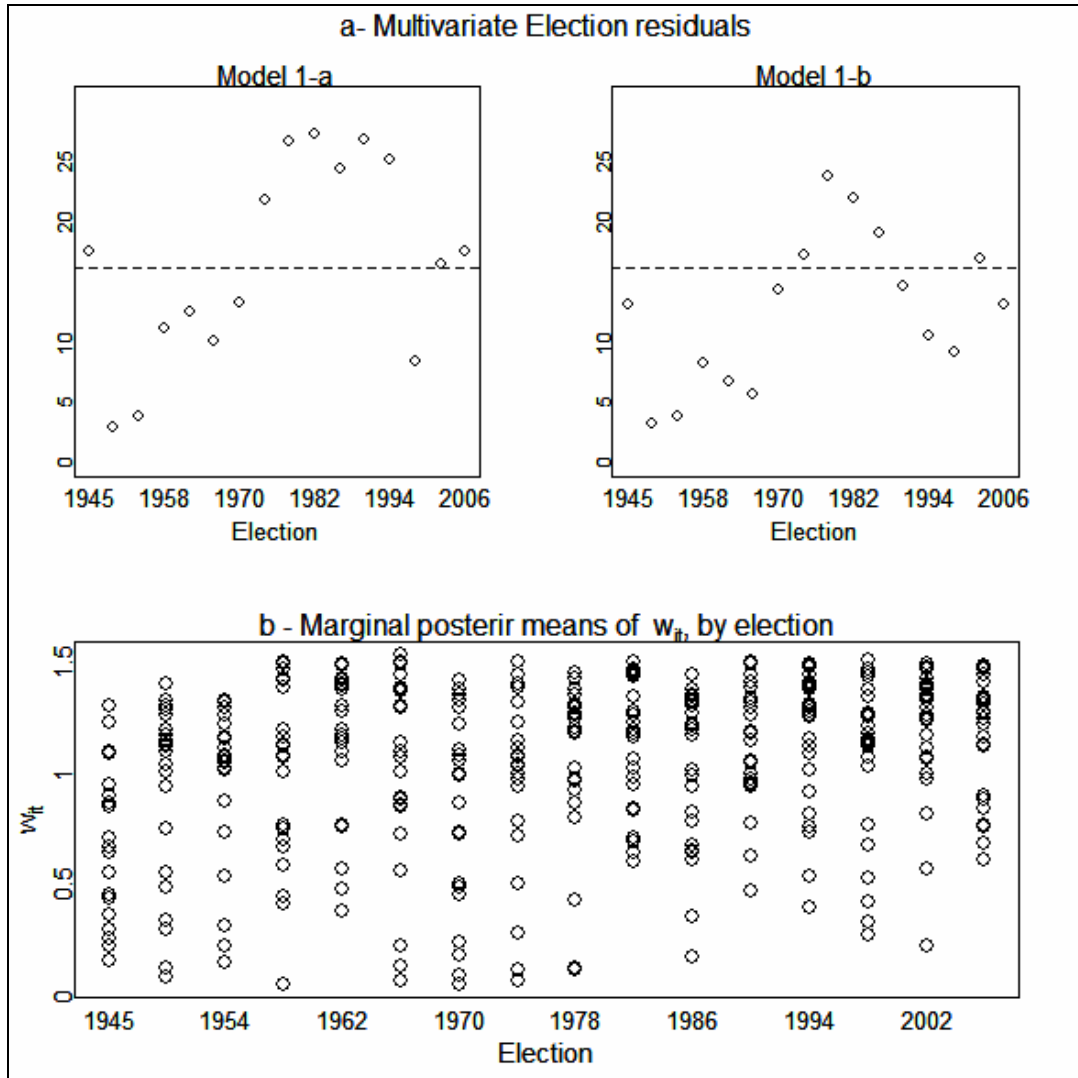 a- Multivariate Election residuals
Model 1-a
Model 1-b
25
20
10
5
0
1945 1958 1970 1982 1994 2006
Election
25
20
10
5
0
1945 1958 1970 1982 1994 2006
Election
b - Marginal posterir means of w_it, by election
1.5
1
0.5
0
w_it
1945 1954 1962 1970 1978 1986 1994 2002
Election